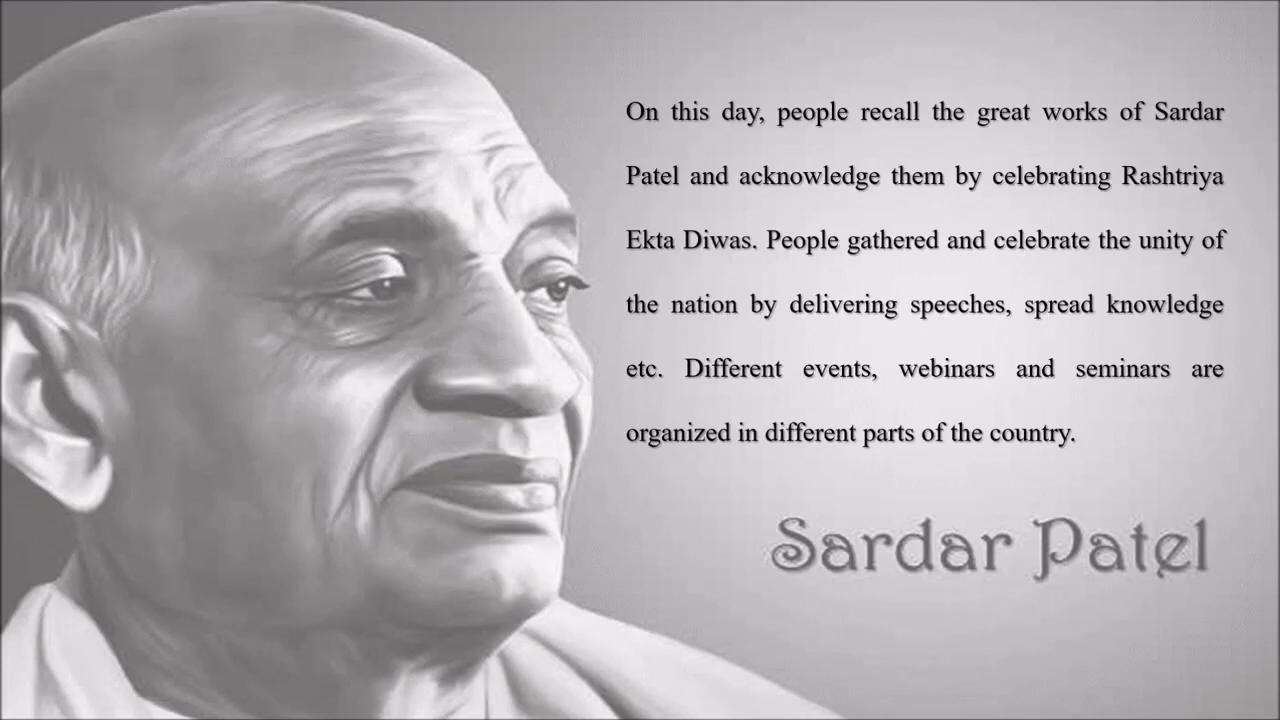 On this day, people recall the great works of Sardar
Patel and acknowledge them by celebrating Rashtriya
Ekta Diwas. People gathered and celebrate the unity of
the nation by delivering speeches, spread knowledge
etc. Different events, webinars and seminars are
organized in different parts of the country.
Sardar Patel